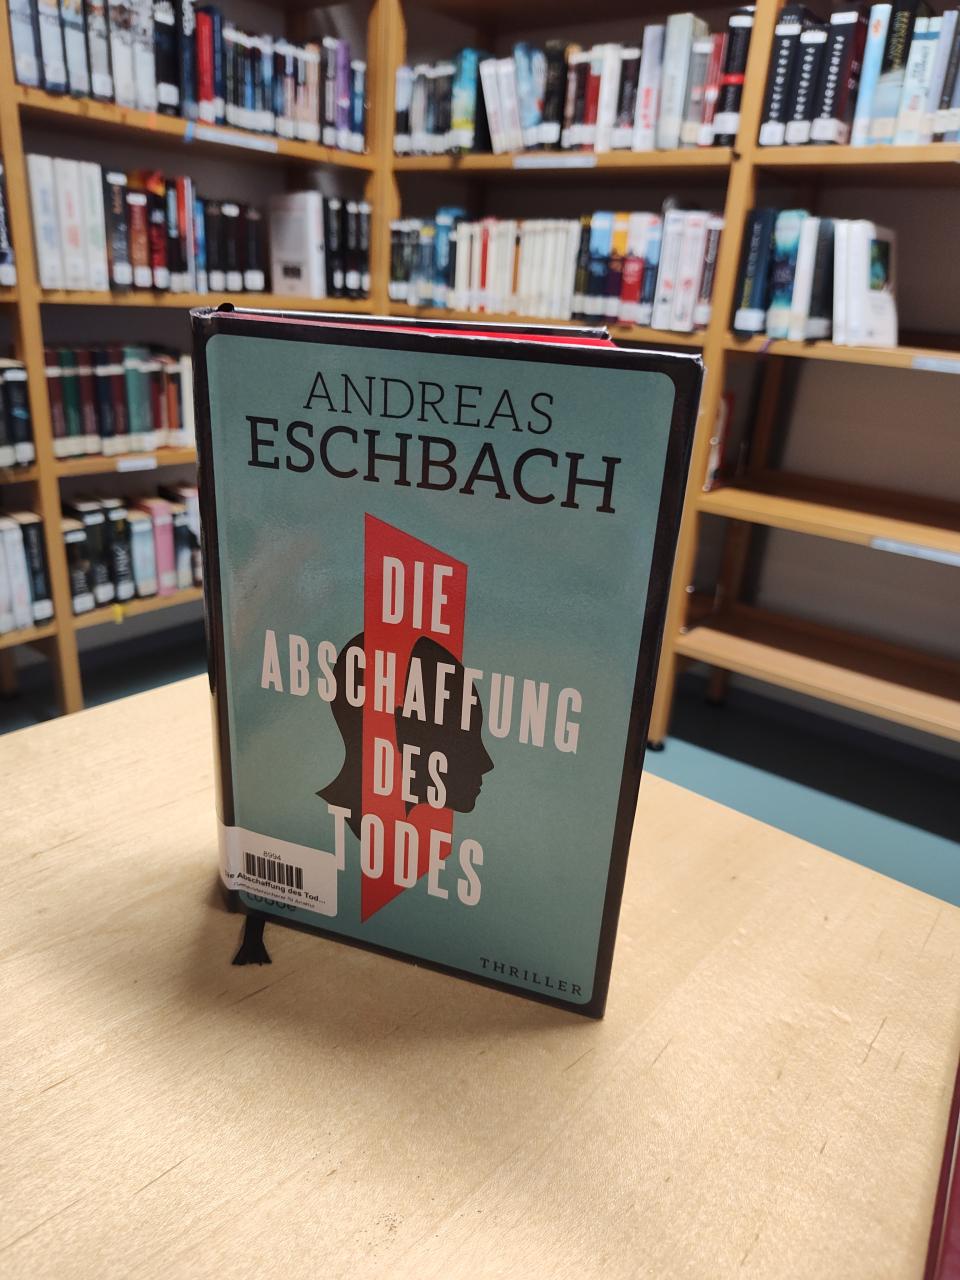 ANDREAS
ESCHBACH
DIE
ABSCHAFFUNG
DES
TODES
8994
Die Abschaffung des Tod...
THRILLER